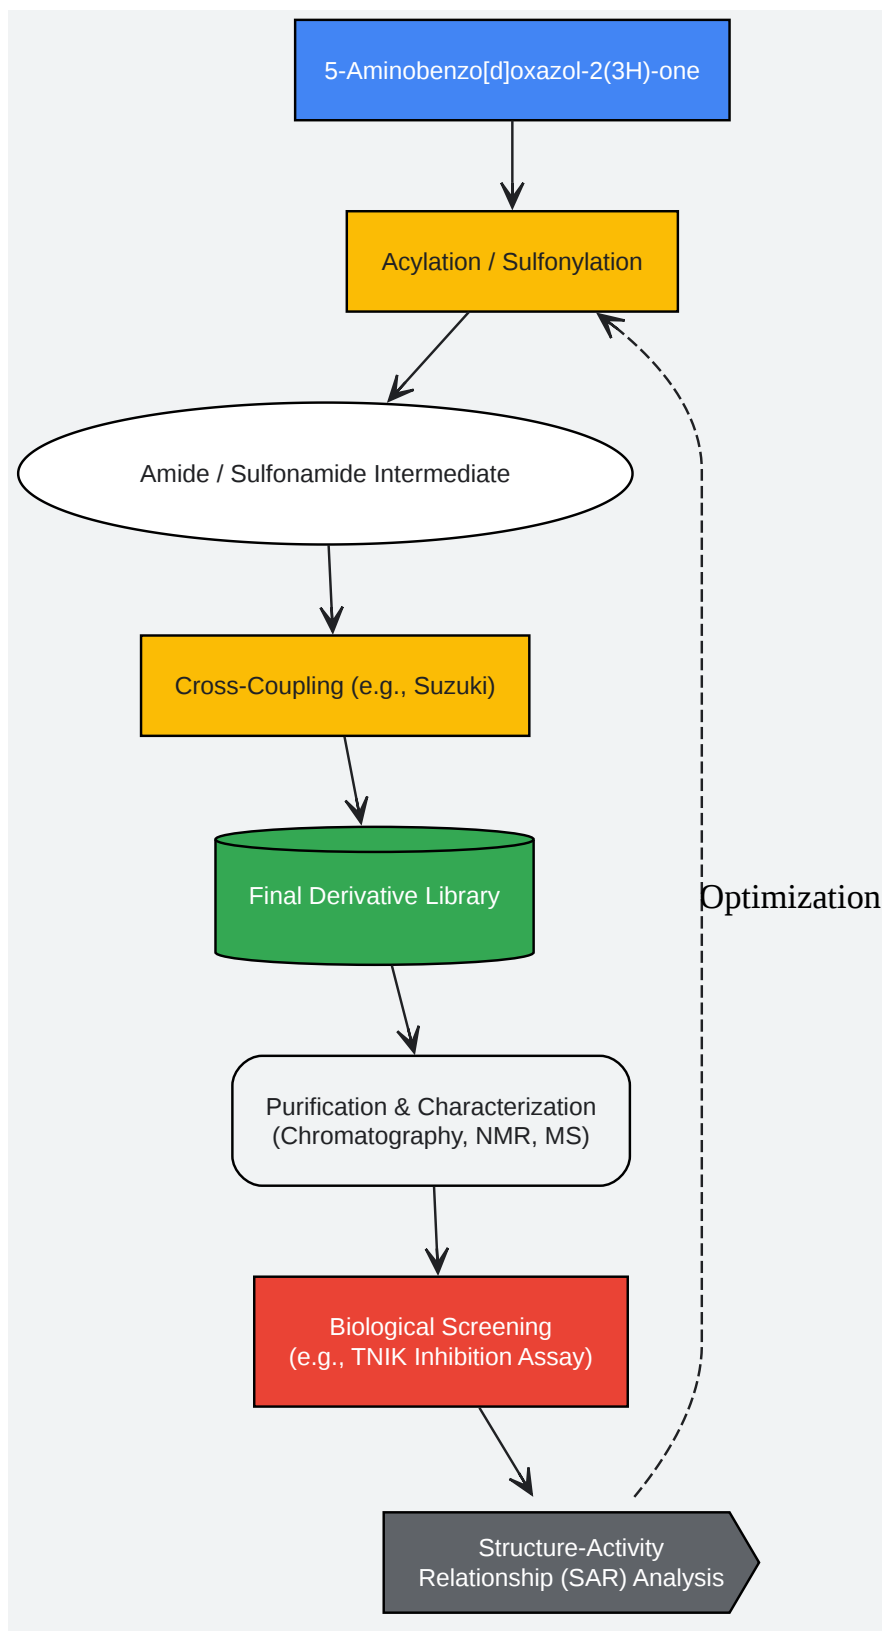 5-Aminobenzo[d]oxazol-2(3H)-one
Acylation / Sulfonylation
Amide / Sulfonamide Intermediate
Cross-Coupling (e.g., Suzuki)
Final Derivative Library
Optimization
Purification & Characterization
(Chromatography, NMR, MS)
Biological Screening
(e.g., TNIK Inhibition Assay)
Structure-Activity
Relationship (SAR) Analysis